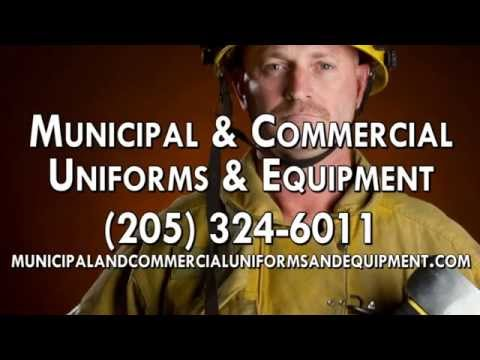 Municipal & Commercial
Uniforms & Equipment
(205) 324-6011
municipalandcommercialuniformsandequipment.com